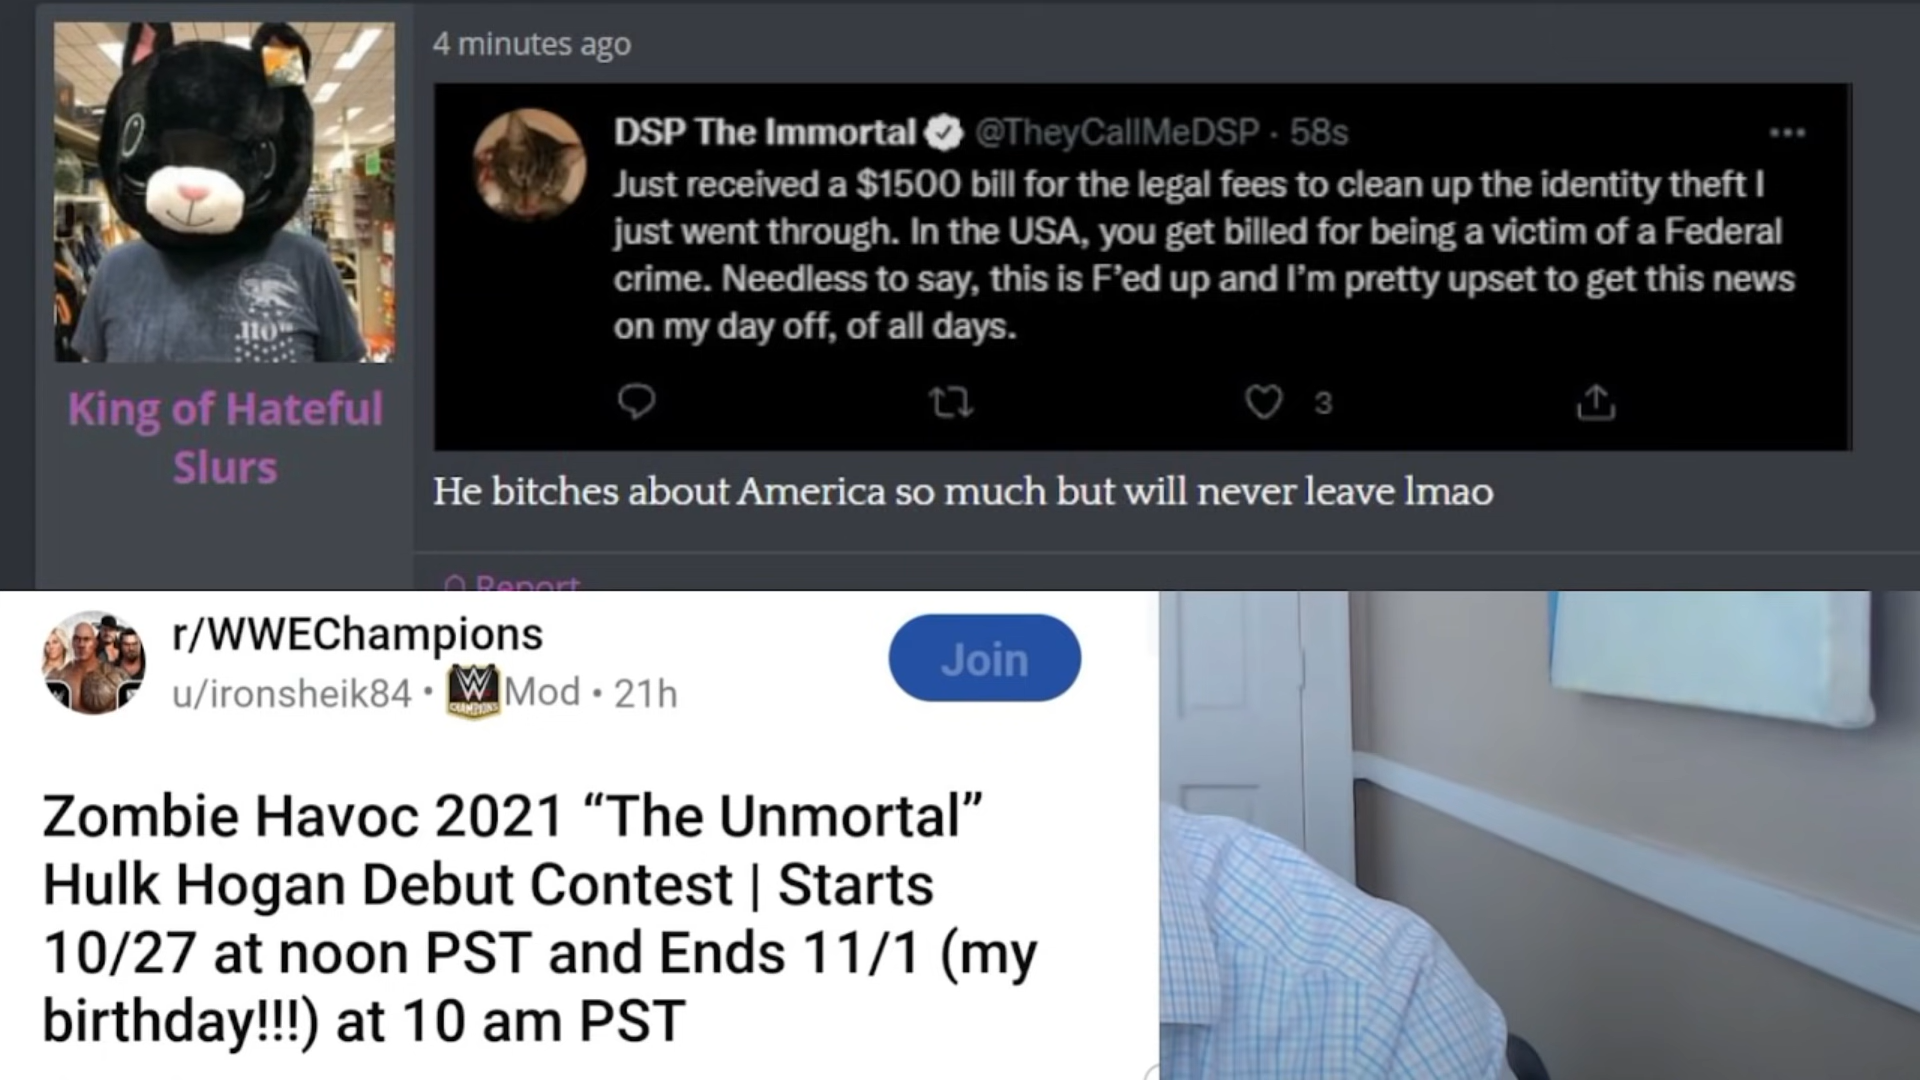 4 minutes ago
DSP The Immortal @TheyCallMeDSP · 58s
Just received a $1500 bill for the legal fees to clean up the identity theft I
just went through. In the USA, you get billed for being a victim of a Federal
crime. Needless to say, this is F'ed up and I'm pretty upset to get this news
on my day off, of all days.
3
King of Hateful
Slurs
He bitches about America so much but will never leave lmao
Report
r/WWEChampions
u/ironsheik84 • Mod • 21h
Join
Zombie Havoc 2021 “The Unmortal”
Hulk Hogan Debut Contest | Starts
10/27 at noon PST and Ends 11/1 (my
birthday!!!) at 10 am PST